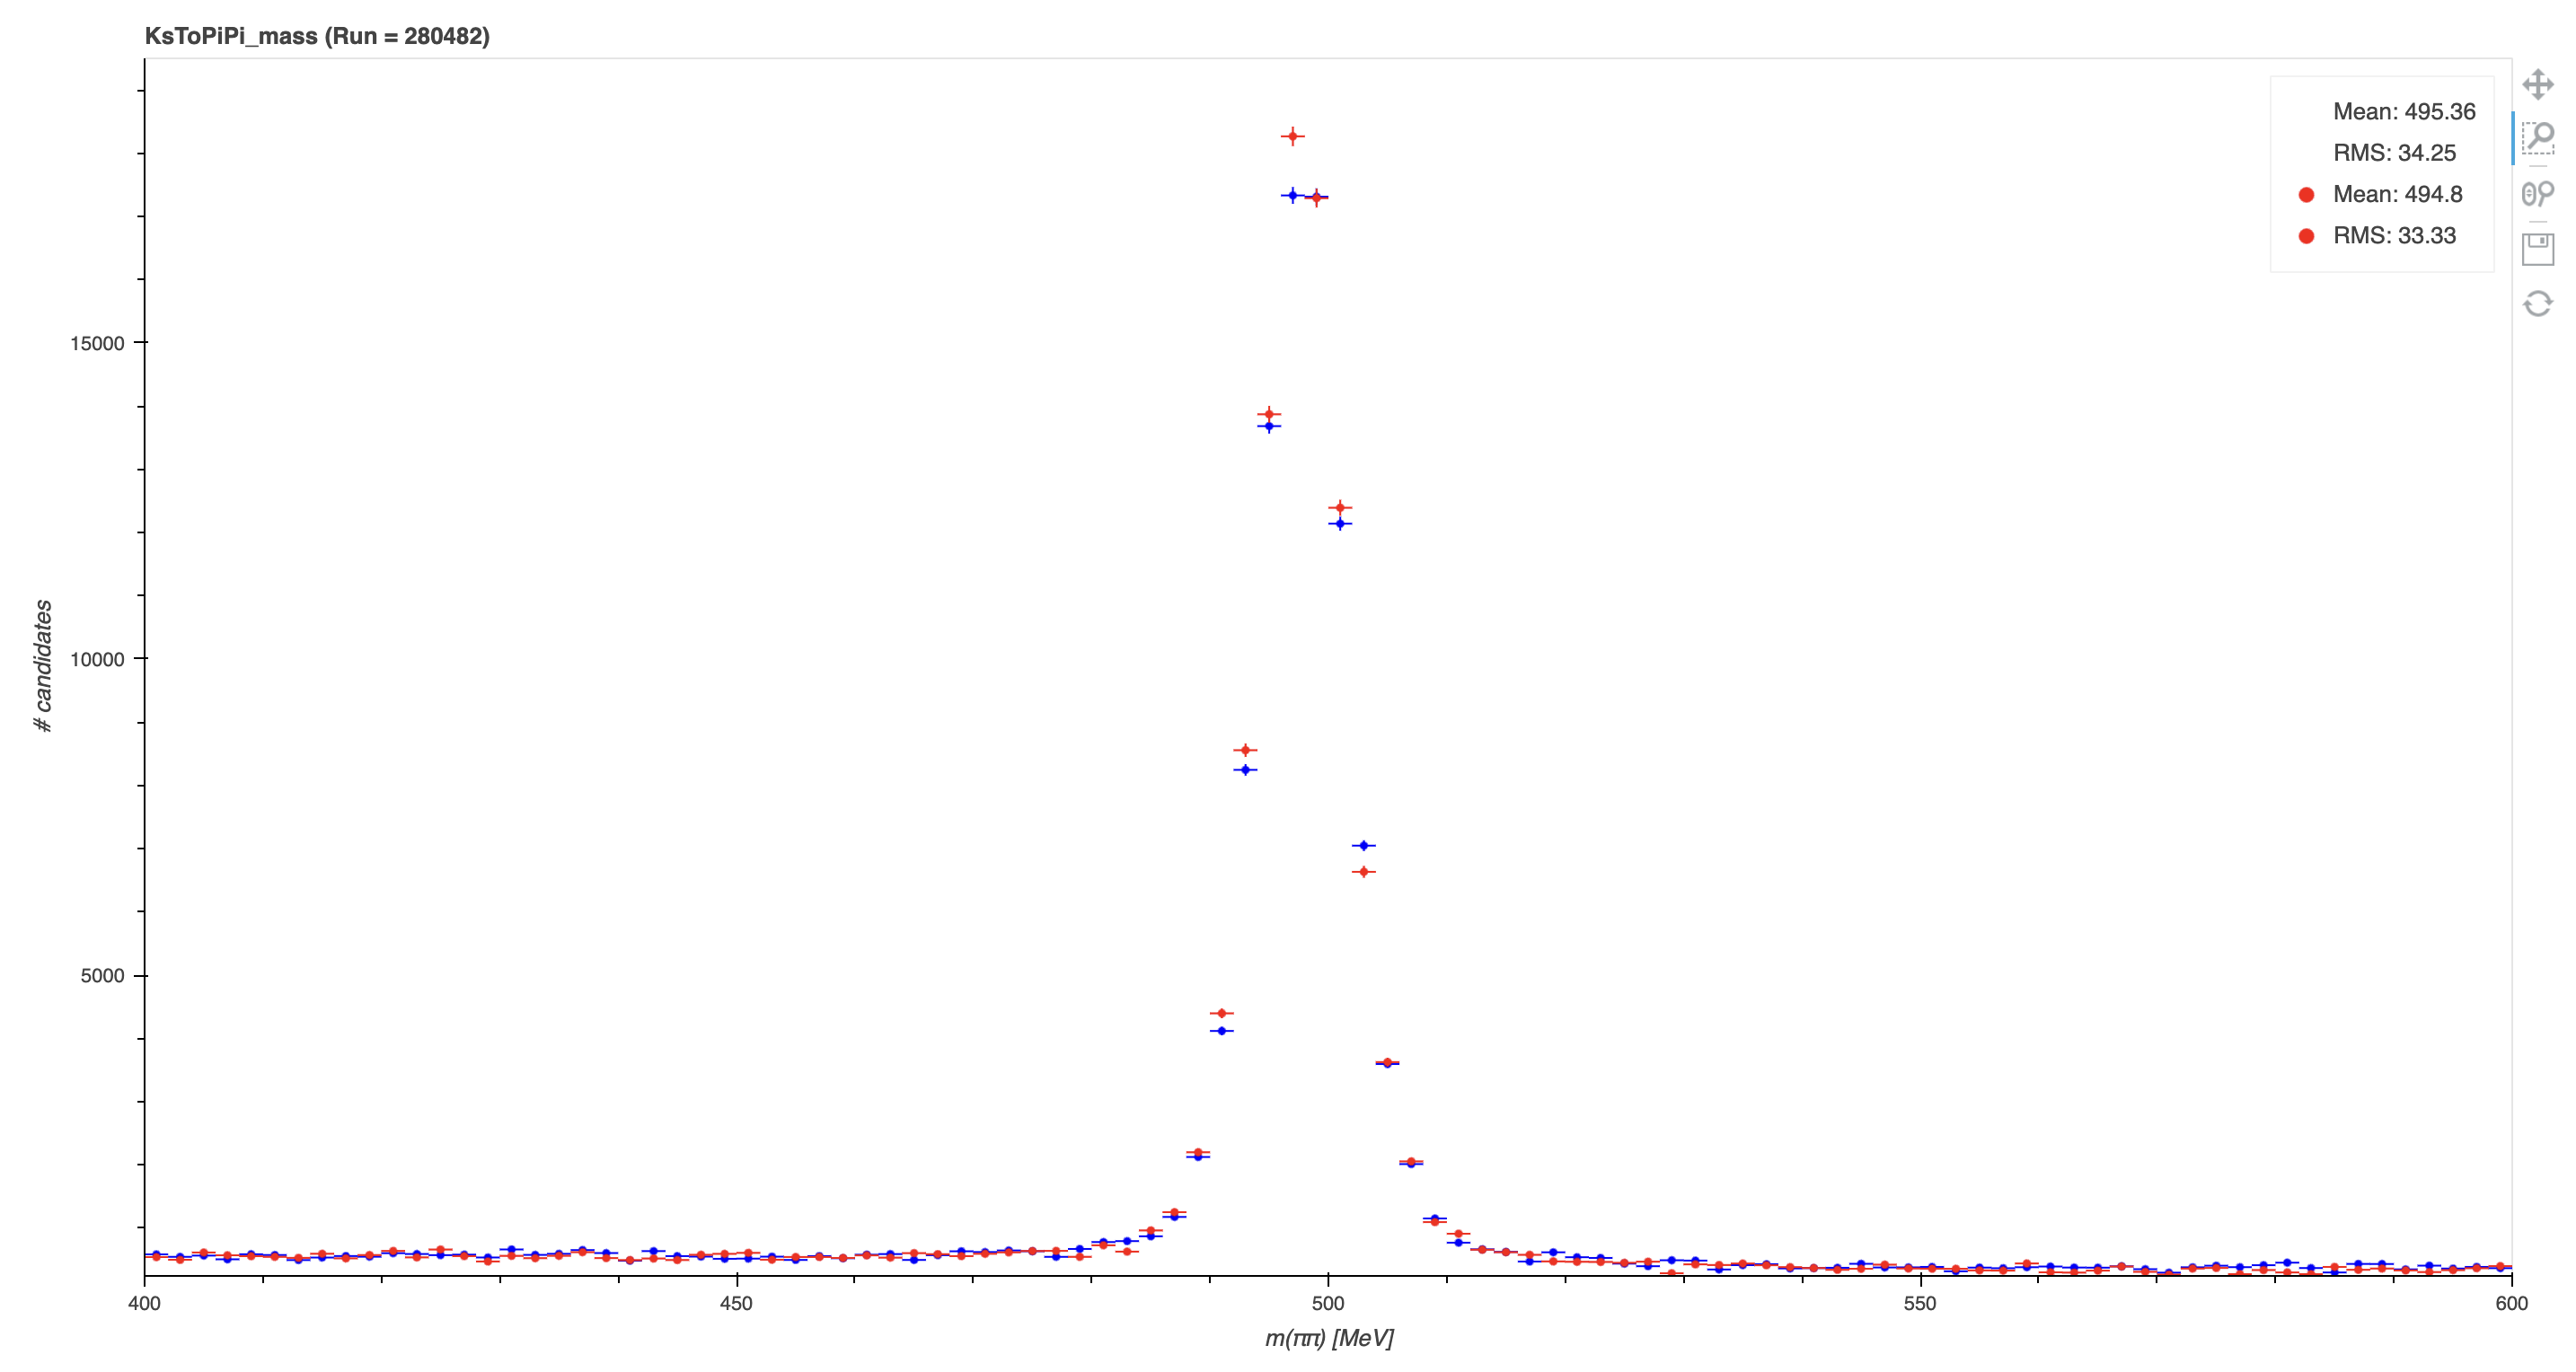 KsToPiPi_mass (Run = 280482)
Mean: 495.36
RMS: 34.25
Mean: 494.8
RMS: 33.33
15000
10000
5000
# candidates
400
450
500
550
600
m(ππ) [MeV]